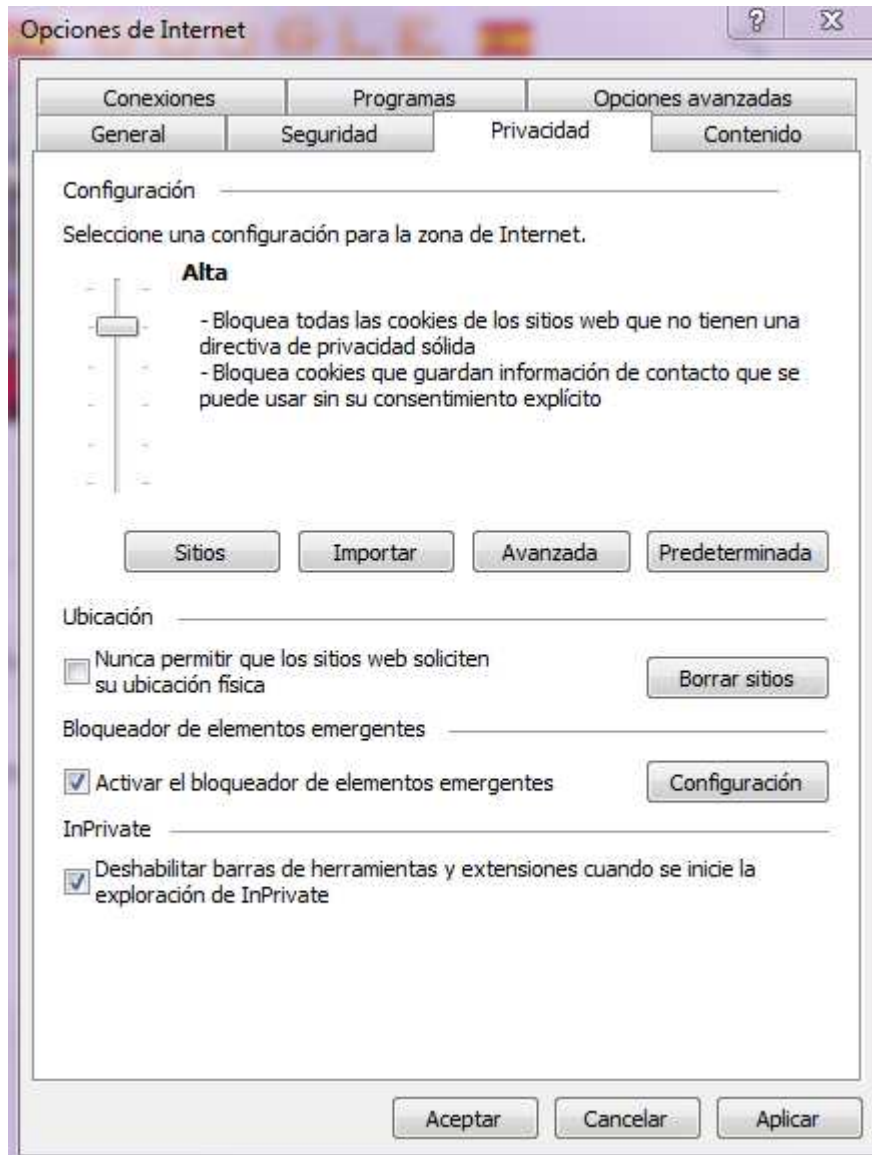 Opciones de Internet
Conexiones Programas Opciones avanzadas
General Seguridad Privacidad Contenido
Configuración
Seleccione una configuración para la zona de Internet.
Alta
- Bloquea todas las cookies de los sitios web que no tienen una
directiva de privacidad sólida
- Bloquea cookies que guardan información de contacto que se
puede usar sin su consentimiento explícito
Sitios Importar Avanzada Predeterminada
Ubicación
Nunca permitir que los sitios web soliciten
su ubicación física
Borrar sitios
Bloqueador de elementos emergentes
Activar el bloqueador de elementos emergentes Configuración
InPrivate
Deshabilitar barras de herramientas y extensiones cuando se inicie la
exploración de InPrivate
Aceptar Cancelar Aplicar